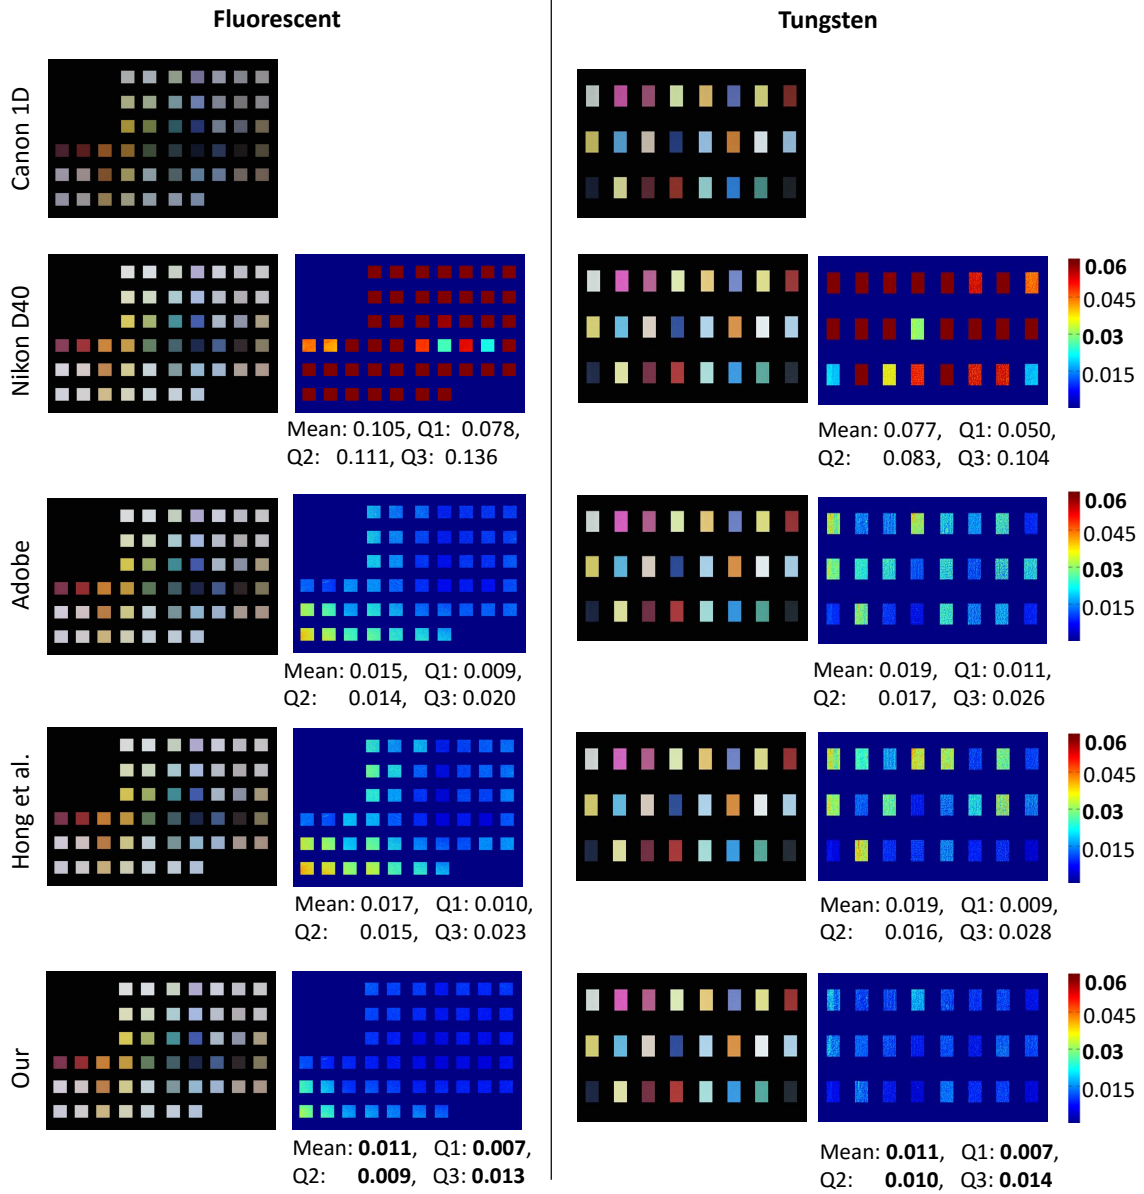 Fluorescent
Tungsten
Canon 1D
Nikon D40
0.06
0.045
0.03
0.015
Mean: 0.105, Q1: 0.078,
Q2: 0.111, Q3: 0.136
Mean: 0.077, Q1: 0.050,
Q2: 0.083, Q3: 0.104
Adobe
0.06
0.045
0.03
0.015
Mean: 0.015, Q1: 0.009,
Q2: 0.014, Q3: 0.020
Mean: 0.019, Q1: 0.011,
Q2: 0.017, Q3: 0.026
Hong et al.
0.06
0.045
0.03
0.015
Mean: 0.017, Q1: 0.010,
Q2: 0.015, Q3: 0.023
Mean: 0.019, Q1: 0.009,
Q2: 0.016, Q3: 0.028
Our
0.06
0.045
0.03
0.015
Mean: 0.011, Q1: 0.007,
Q2: 0.009, Q3: 0.013
Mean: 0.011, Q1: 0.007,
Q2: 0.010, Q3: 0.014